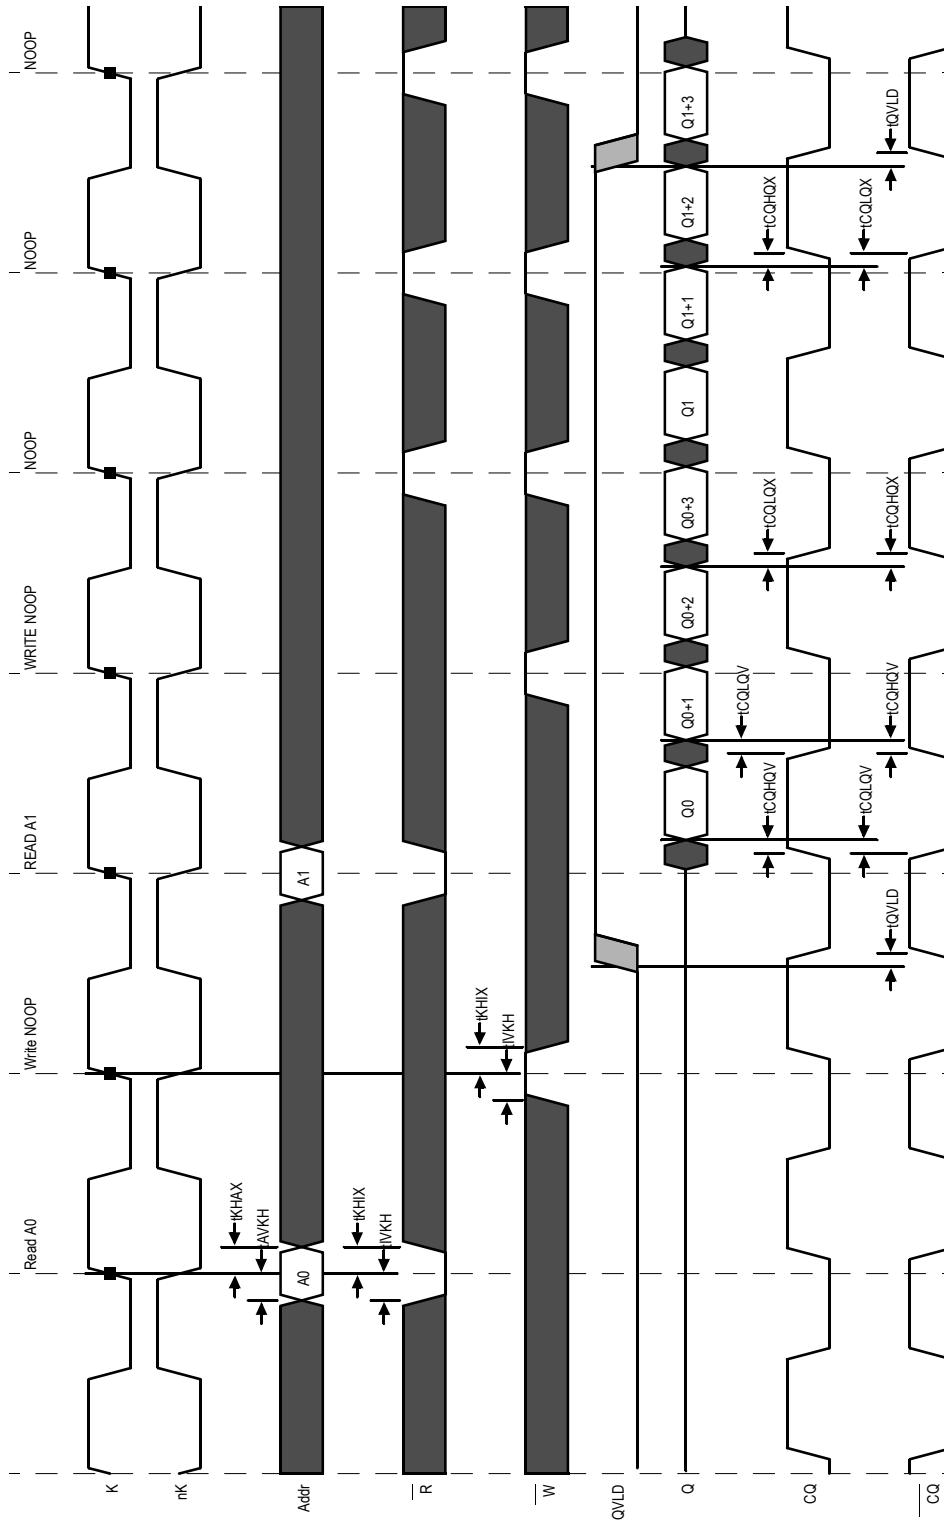 Read A0 Write NOOP READ A1 WRITE NOOP NOOP NOOP NOOP
K
nK
tKHAX
tAVKH
Addr A0 A1
tKHIX
tIVKH
R
tKHIX
tIVKH
W
QVLD
Q Q0 Q0+1 Q0+2 Q0+3 Q1 Q1+1 Q1+2 Q1+3
tCQLQV
tCQHQV tCQLQX tCQHQX
CQ
tCQLQV tCQLQX
tQVLD tCQHQV tCQHQX tQVLD
CQ